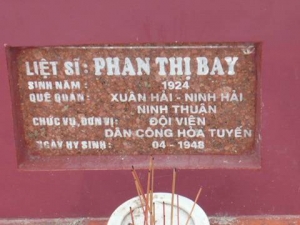 LIỆT SĨ: PHAN THỊ BAY
SINH NĂM : 1924
QUÊ QUÁN : XUÂN HẢI - NINH HẢI
NINH THUẬN
CHỨC VỤ, ĐƠN VỊ : ĐỘI VIÊN
DÂN CÔNG HỎA TUYẾN
NGÀY HY SINH : 04 - 1948